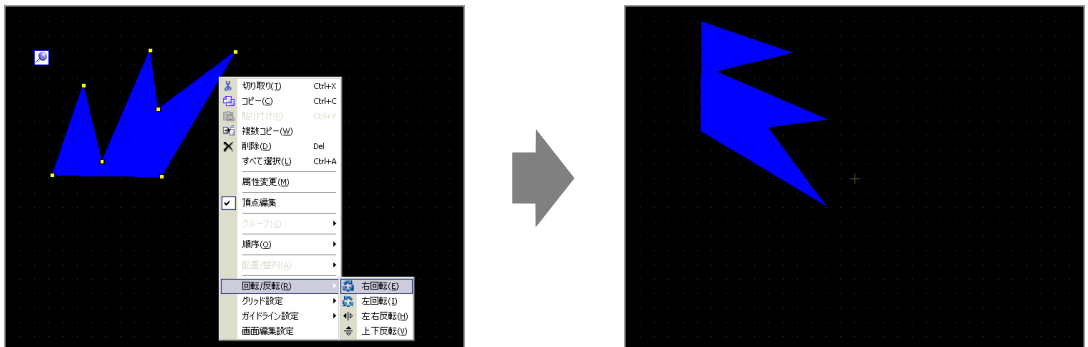 切り取り(T) Ctrl+X
コピー(C) Ctrl+C
貼り付け(P) Ctrl+V
複数コピー(W)
削除(D) Del
すべて選択(L) Ctrl+A
属性変更(M)
頂点編集
グループ(G)
順序(O)
配置/整列(A)
回転/反転(R)
グリッド設定
ガイドライン設定
画面編集設定
右回転(E)
左回転(I)
左右反転(H)
上下反転(V)